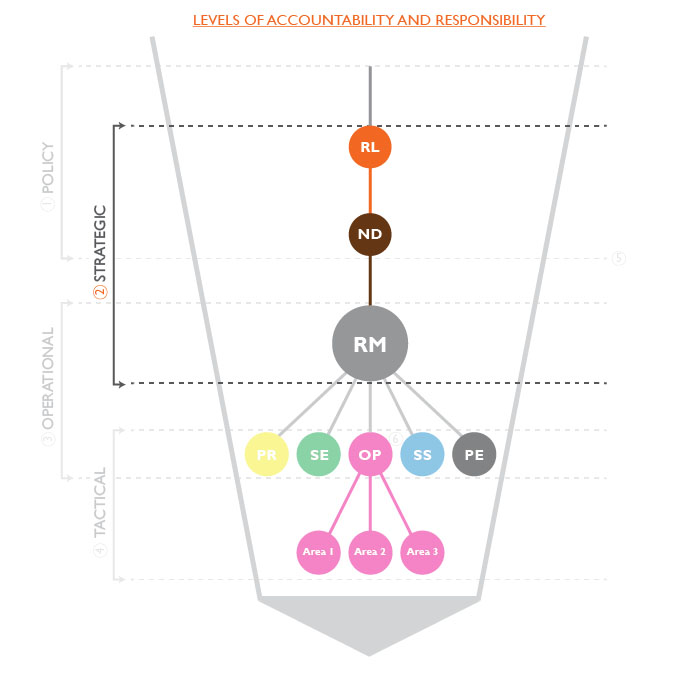 LEVELS OF ACCOUNTABILITY AND RESPONSIBILITY
① POLICY
② STRATEGIC
③ OPERATIONAL
④ TACTICAL
RL
ND
⑤
RM
⑥
PR SE OP SS PE
Area 1 Area 2 Area 3